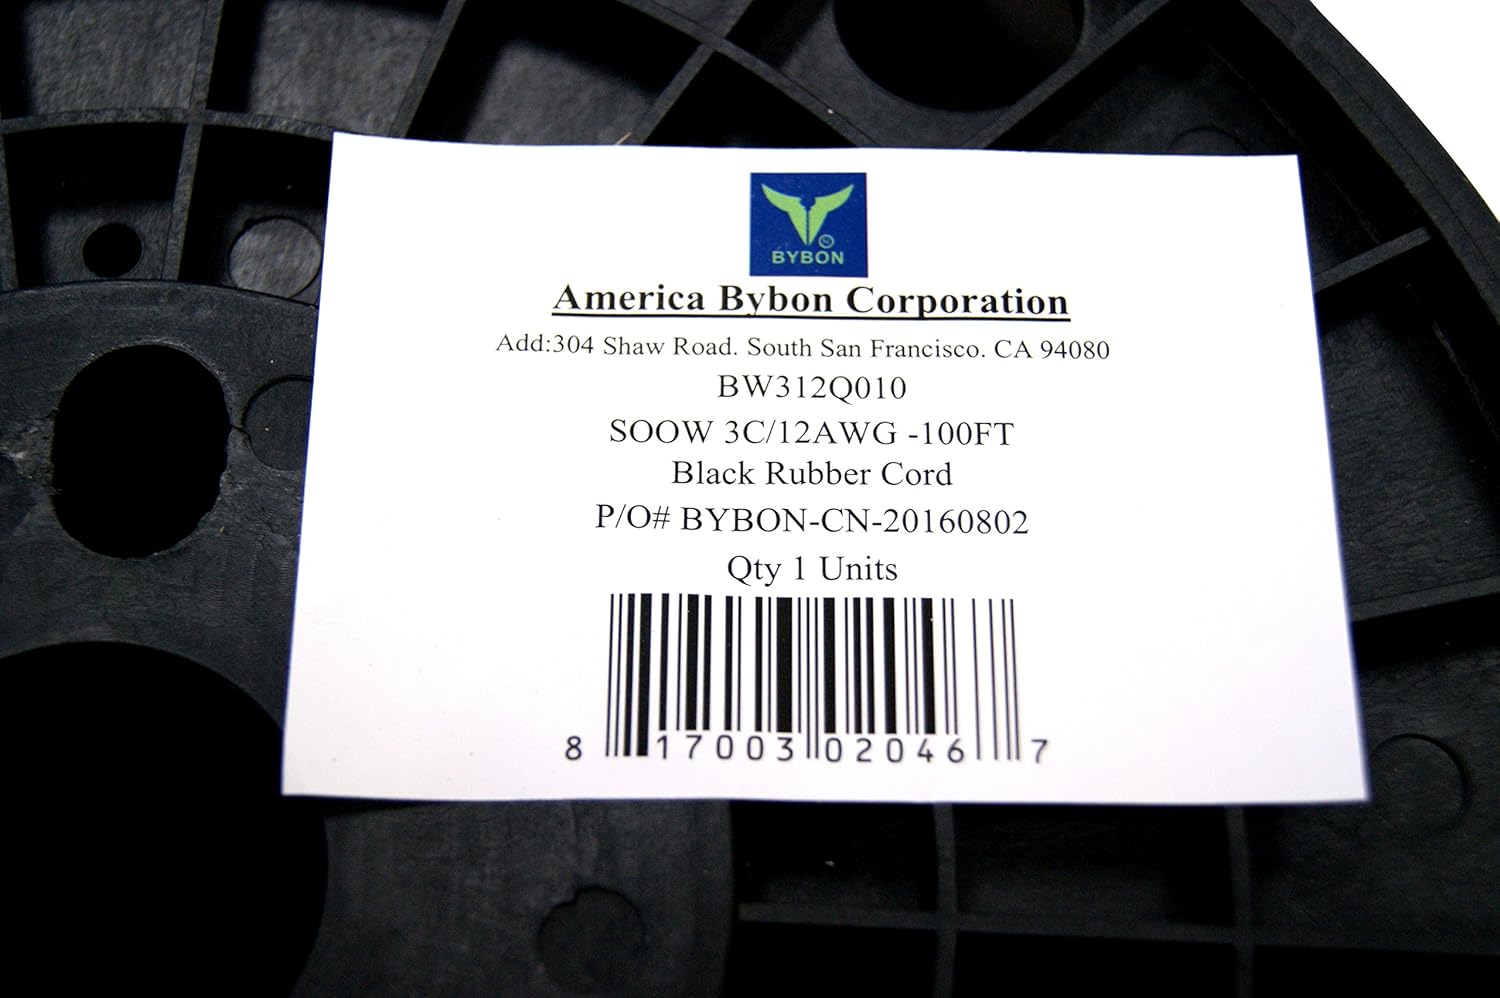 BYBON
America Bybon Corporation
Add:304 Shaw Road. South San Francisco. CA 94080
BW312Q010
SOOW 3C/12AWG -100FT
Black Rubber Cord
P/O# BYBON-CN-20160802
Qty 1 Units
8 17003 02046 7